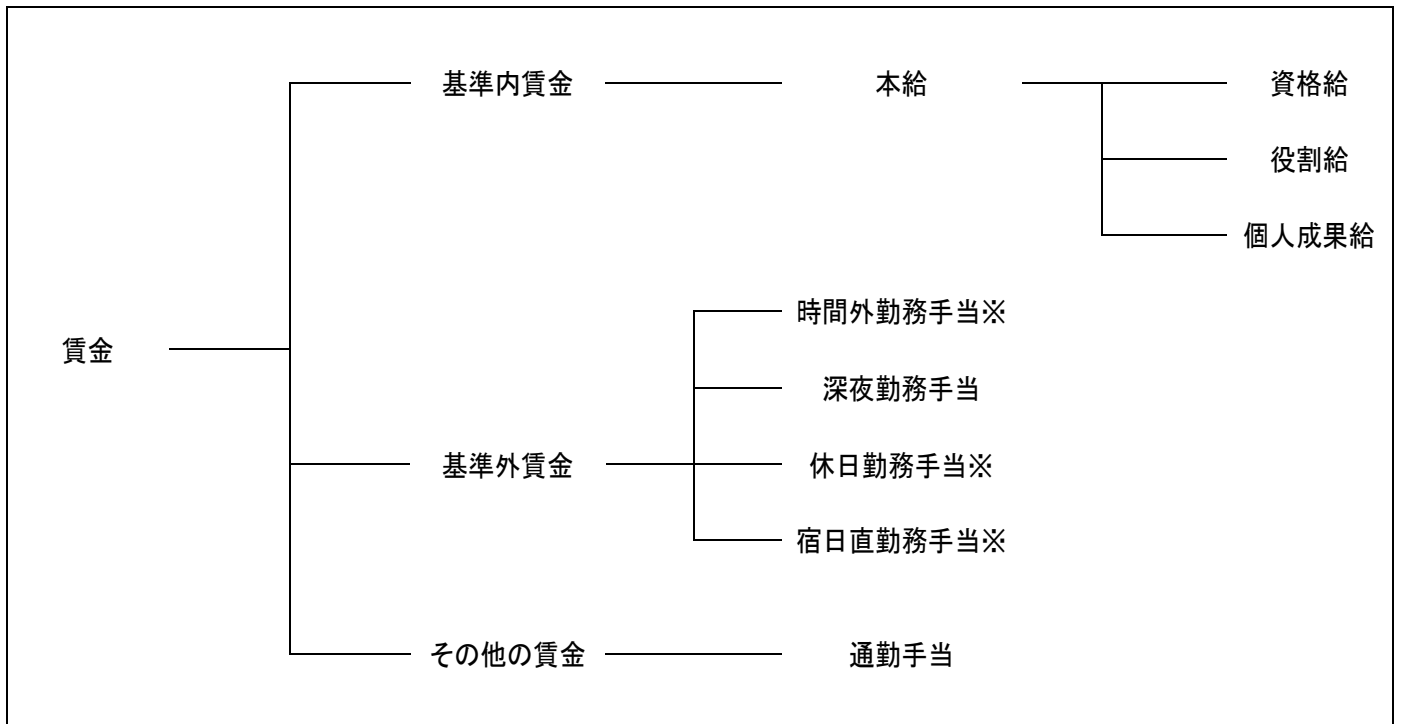 基準内賃金 本給 資格給
役割給
個人成果給
時間外勤務手当※
賃金
深夜勤務手当
基準外賃金 休日勤務手当※
宿日直勤務手当※
その他の賃金 通勤手当